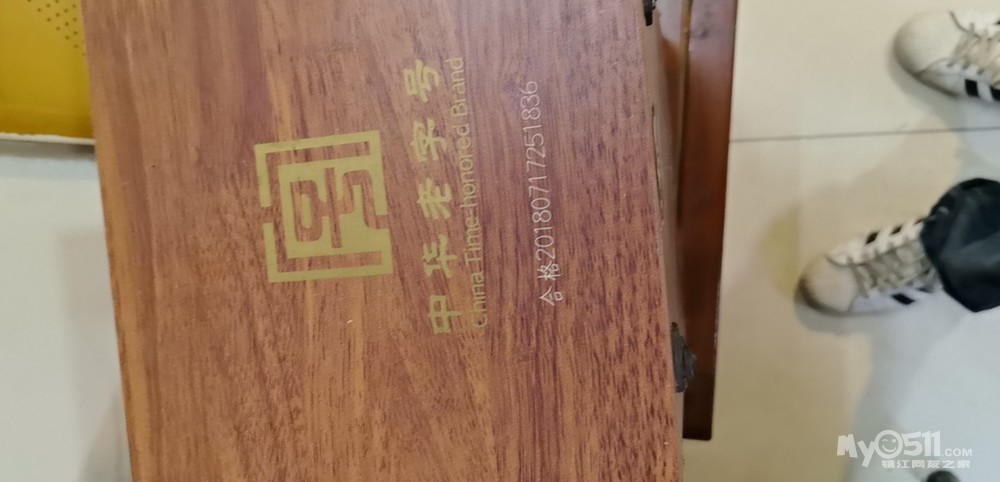 中华老字号
China Time-honored Brand
合格20180717251836
My0511.COM
镇江网友之家